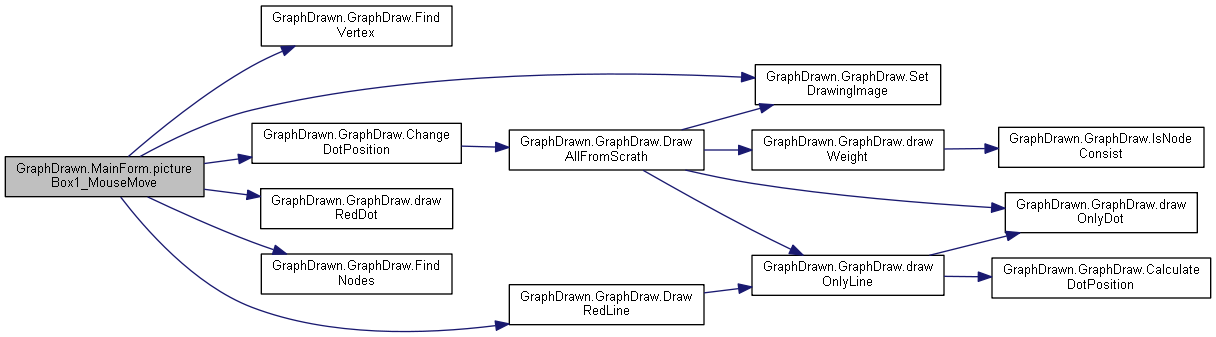 GraphDrawn.GraphDraw.Find
Vertex
GraphDrawn.GraphDraw.Set
DrawingImage
GraphDrawn.GraphDraw.Change
DotPosition
GraphDrawn.GraphDraw.Draw
AllFromScrath
GraphDrawn.GraphDraw.draw
Weight
GraphDrawn.GraphDraw.IsNode
Consist
GraphDrawn.MainForm.picture
Box1_MouseMove
GraphDrawn.GraphDraw.draw
RedDot
GraphDrawn.GraphDraw.draw
OnlyDot
GraphDrawn.GraphDraw.Find
Nodes
GraphDrawn.GraphDraw.draw
OnlyLine
GraphDrawn.GraphDraw.Calculate
DotPosition
GraphDrawn.GraphDraw.Draw
RedLine